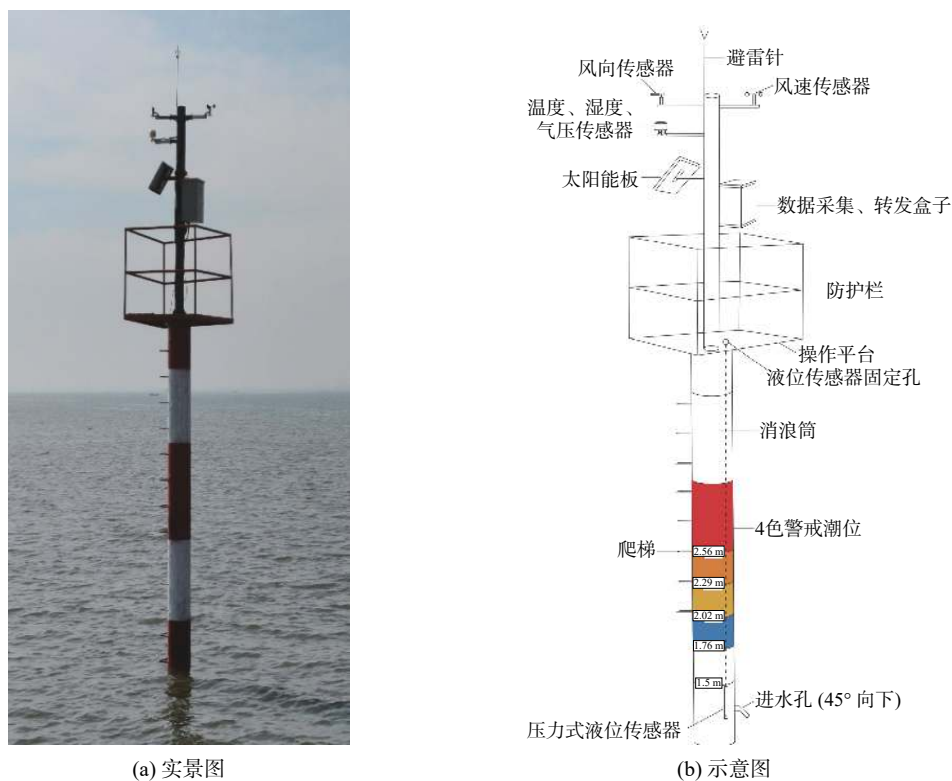 避雷针
风向传感器
风速传感器
温度、湿度、
气压传感器
太阳能板
数据采集、转发盒子
防护栏
操作平台
液位传感器固定孔
消浪筒
4色警戒潮位
爬梯
2.56 m
2.29 m
2.02 m
1.76 m
1.5 m
进水孔 (45° 向下)
压力式液位传感器
(a) 实景图
(b) 示意图